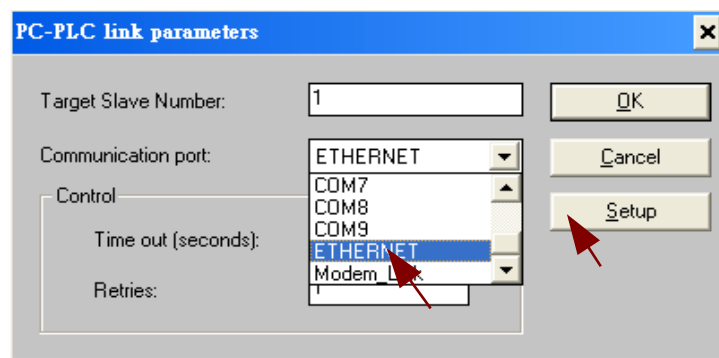 PC-PLC link parameters
Target Slave Number:
1
OK
Communication port:
ETHERNET
Cancel
COM7
COM8
COM9
ETHERNET
Modem_Link
Control
Setup
Time out (seconds):
Retries: